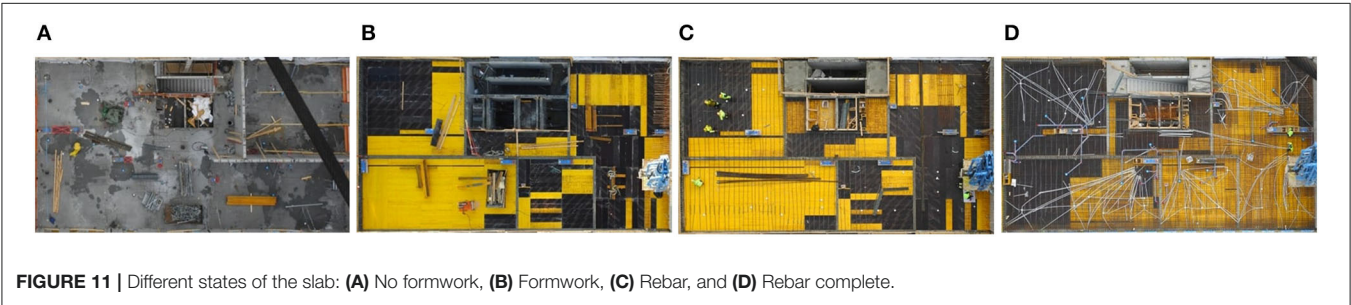 A B C D
FIGURE 11 | Different states of the slab: (A) No formwork, (B) Formwork, (C) Rebar, and (D) Rebar complete.